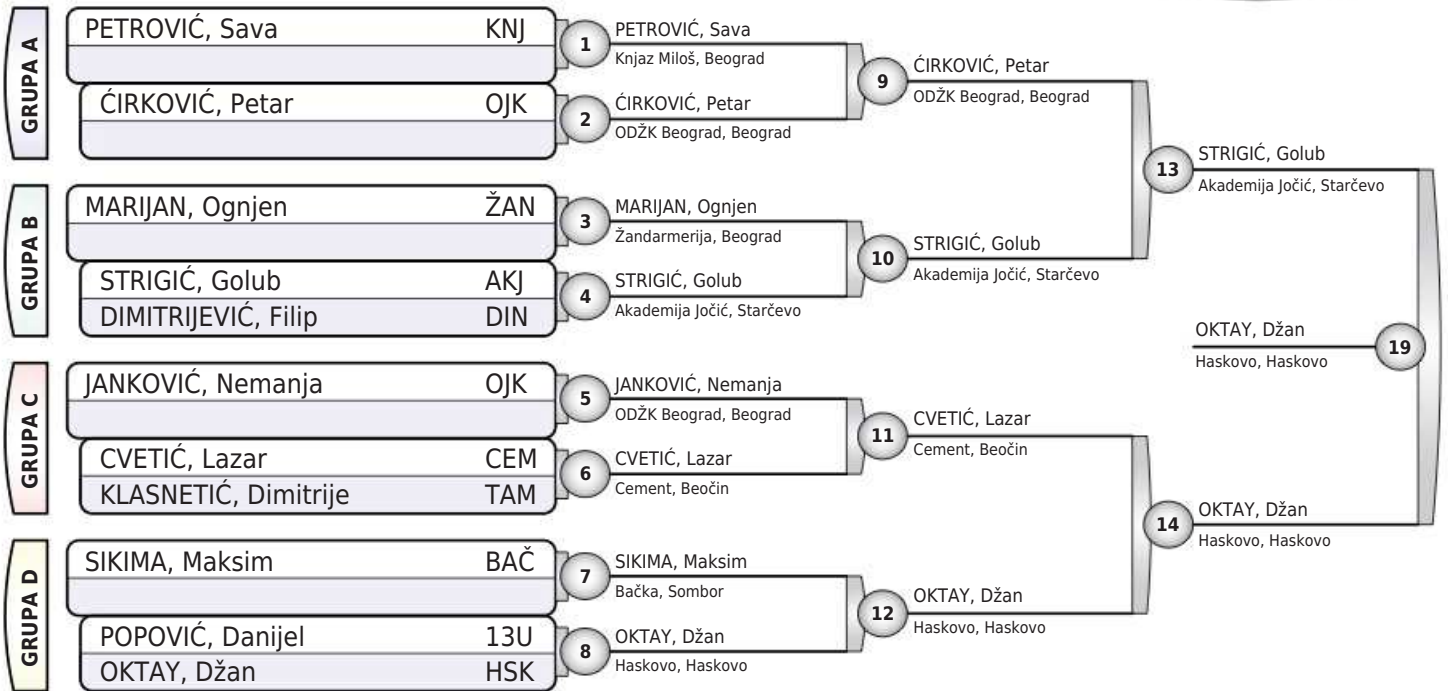 GRUPA A
PETROVIĆ, Sava KNJ
ĆIRKOVIĆ, Petar OJK
GRUPA B
MARIJAN, Ognjen ŽAN
STRIGIĆ, Golub AKJ
DIMITRIJEVIĆ, Filip DIN
GRUPA C
JANKOVIĆ, Nemanja OJK
CVETIĆ, Lazar CEM
KLASNETIĆ, Dimitrije TAM
GRUPA D
SIKIMA, Maksim BAČ
POPOVIĆ, Danijel 13U
OKTAY, Džan HSK
1
PETROVIĆ, Sava
Knjaz Miloš, Beograd
2
ĆIRKOVIĆ, Petar
ODŽK Beograd, Beograd
3
MARIJAN, Ognjen
Žandarmerija, Beograd
4
STRIGIĆ, Golub
Akademija Jočić, Starčevo
5
JANKOVIĆ, Nemanja
ODŽK Beograd, Beograd
6
CVETIĆ, Lazar
Cement, Beočin
7
SIKIMA, Maksim
Bačka, Sombor
8
OKTAY, Džan
Haskovo, Haskovo
9
ĆIRKOVIĆ, Petar
ODŽK Beograd, Beograd
10
STRIGIĆ, Golub
Akademija Jočić, Starčevo
11
CVETIĆ, Lazar
Cement, Beočin
12
OKTAY, Džan
Haskovo, Haskovo
13
STRIGIĆ, Golub
Akademija Jočić, Starčevo
14
OKTAY, Džan
Haskovo, Haskovo
OKTAY, Džan
Haskovo, Haskovo
19